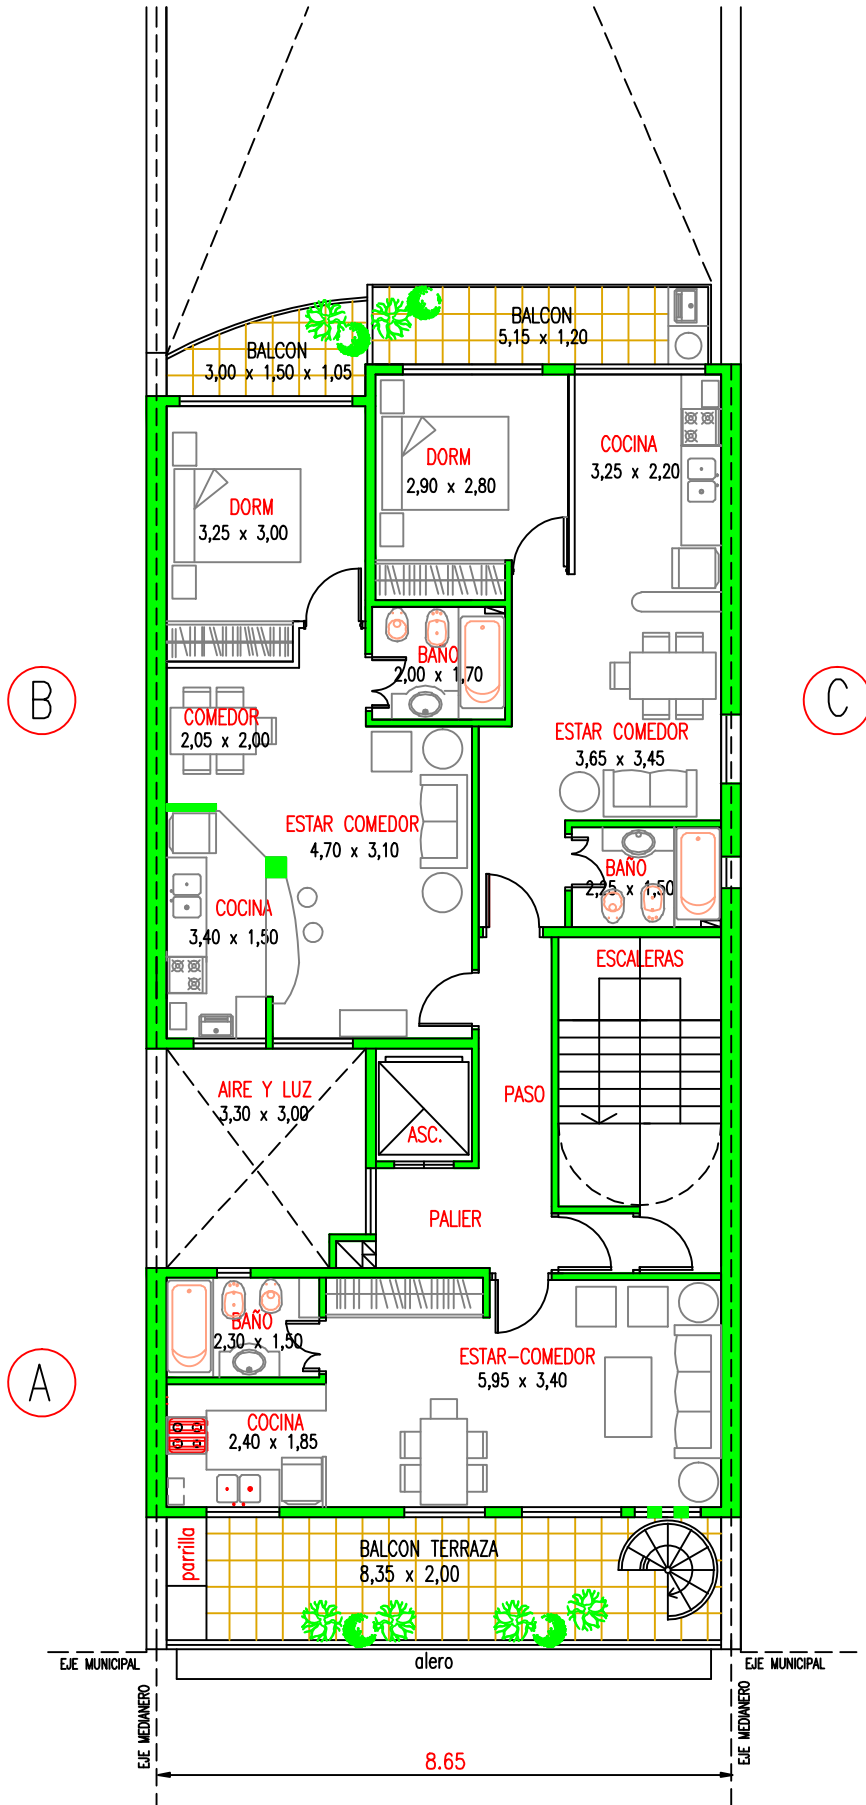 BALCON
5,15 x 1,20
BALCON
3,00 x 1,50 x 1,05
DORM
2,90 x 2,80
COCINA
3,25 x 2,20
DORM
3,25 x 3,00
BAÑO
2,00 x 1,70
B
C
COMEDOR
2,05 x 2,00
ESTAR COMEDOR
3,65 x 3,45
ESTAR COMEDOR
4,70 x 3,10
BAÑO
2,25 x 1,50
COCINA
3,40 x 1,50
ESCALERAS
AIRE Y LUZ
3,30 x 3,00
PASO
ASC.
PALIER
BAÑO
2,30 x 1,50
ESTAR-COMEDOR
5,95 x 3,40
A
COCINA
2,40 x 1,85
parrilla
BALCON TERRAZA
8,35 x 2,00
EJE MUNICIPAL
alero
EJE MUNICIPAL
EJE MEDIANERO
EJE MEDIANERO
8.65